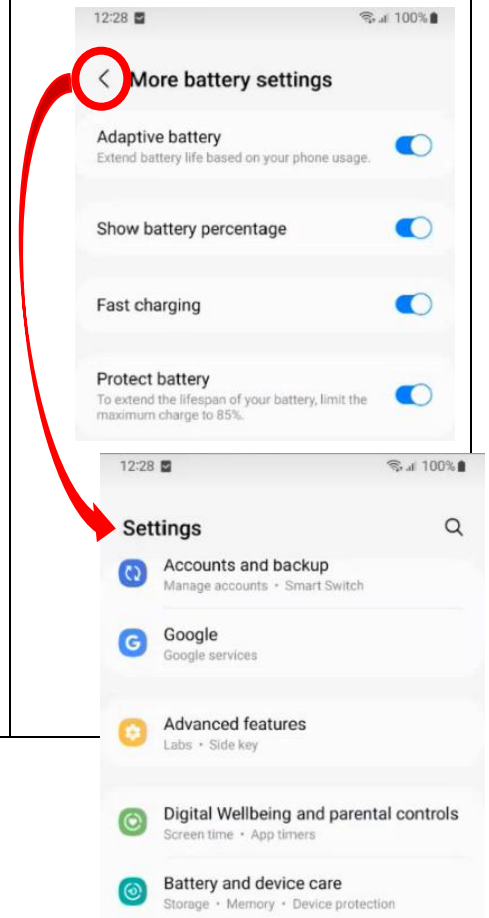 12:28 100%
More battery settings
Adaptive battery
Extend battery life based on your phone usage.
Show battery percentage
Fast charging
Protect battery
To extend the lifespan of your battery, limit the
maximum charge to 85%.
12:28 100%
Settings
Accounts and backup
Manage accounts • Smart Switch
G
Google
Google services
Advanced features
Labs • Side key
Digital Wellbeing and parental controls
Screen time • App timers
Battery and device care
Storage • Memory • Device protection